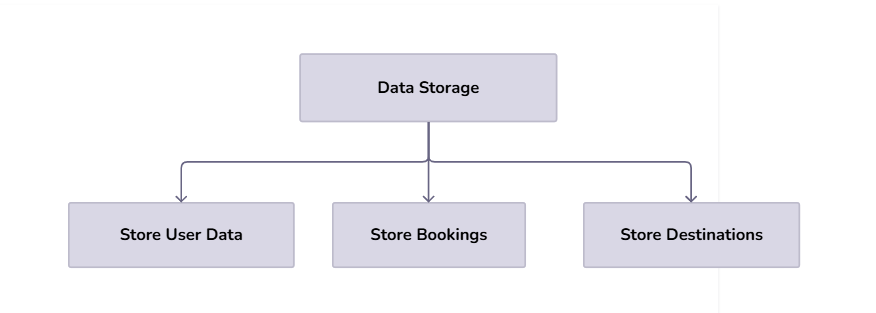 Data Storage
Store User Data
Store Bookings
Store Destinations